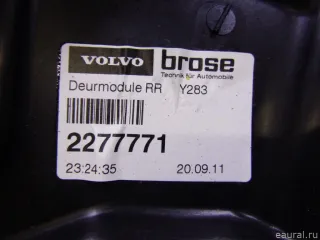 VOLVO brose
Technik für Automobile
Deurmodule RR Y283
2277771
23:24:35 20.09.11
eaural.ru